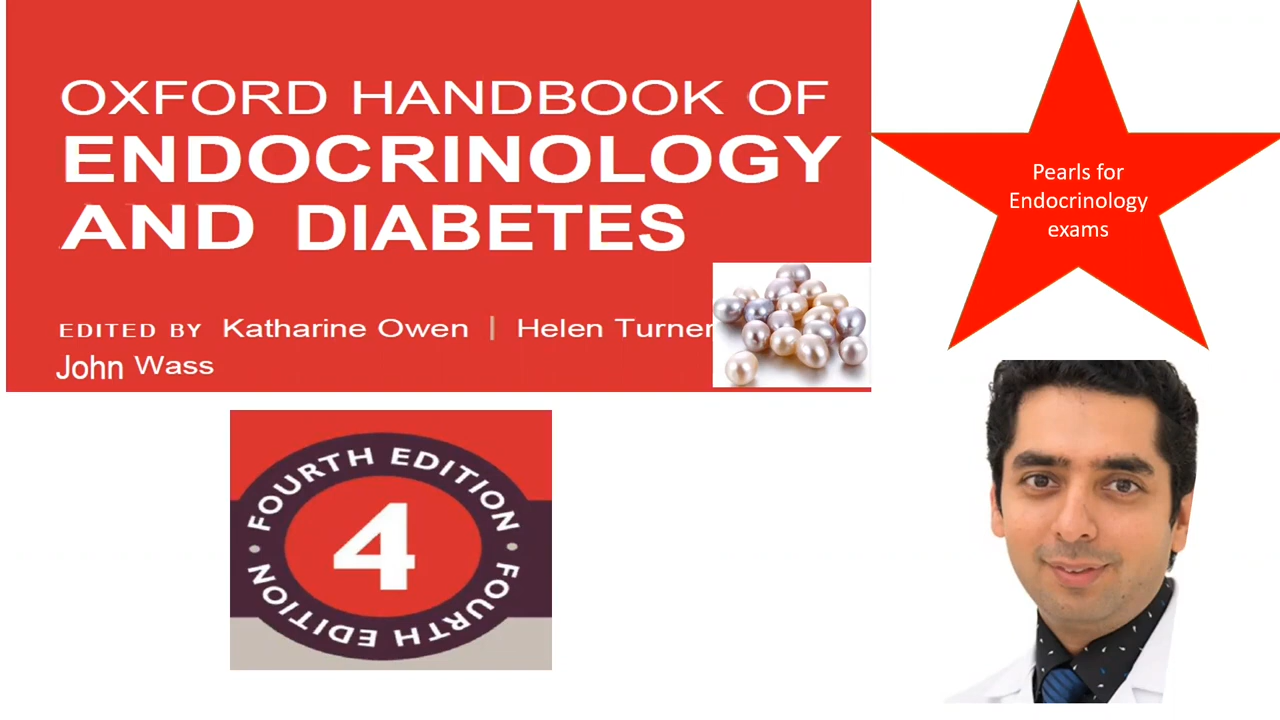 OXFORD HANDBOOK OF
ENDOCRINOLOGY
AND DIABETES
EDITED BY Katharine Owen | Helen Turner
John Wass
Pearls for
Endocrinology
exams
FOURTH EDITION
4
FOURTH EDITION